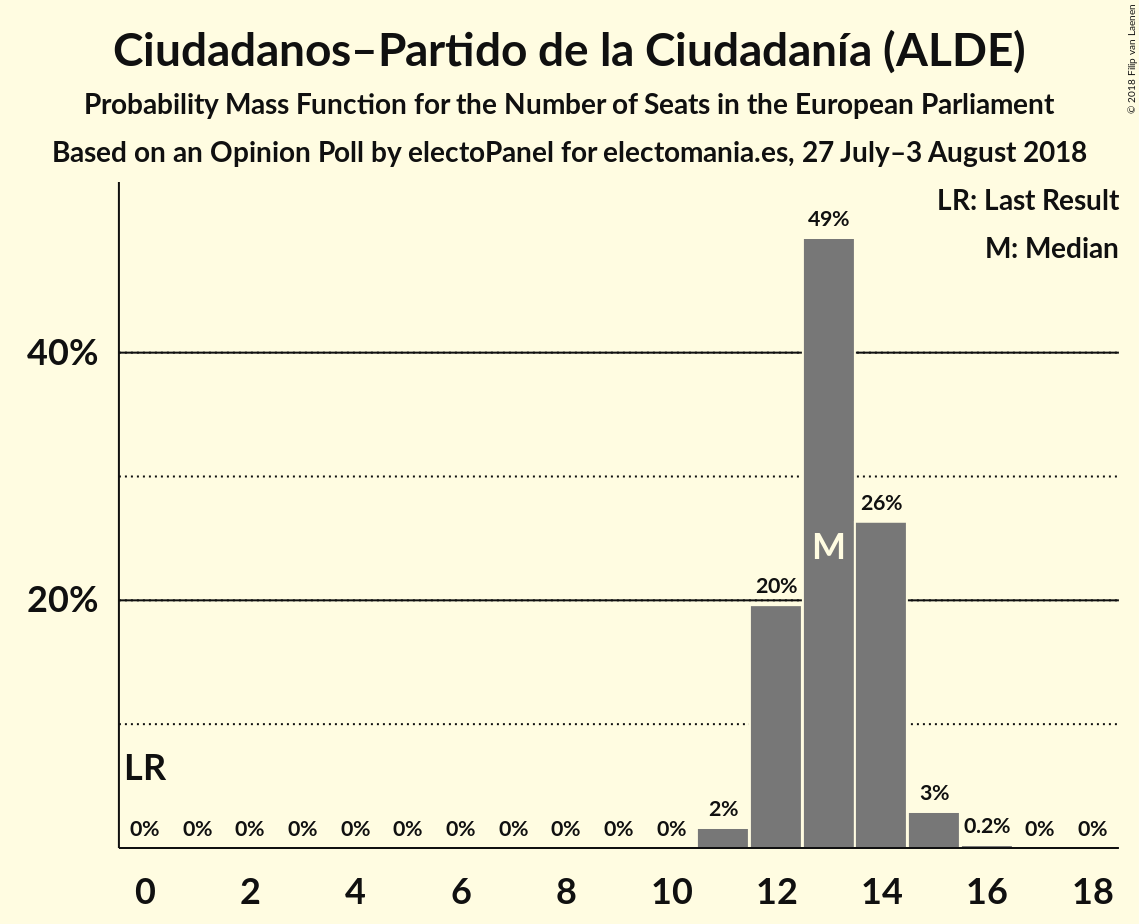 Ciudadanos–Partido de la Ciudadanía (ALDE)
Probability Mass Function for the Number of Seats in the European Parliament
Based on an Opinion Poll by electoPanel for electomania.es, 27 July–3 August 2018
© 2018 Filip van Laenen
LR: Last Result
M: Median
49%
40%
26%
M
20%
20%
LR
2%
3%
0% 0% 0% 0% 0% 0% 0% 0% 0% 0% 0% 0.2% 0% 0%
0 2 4 6 8 10 12 14 16 18